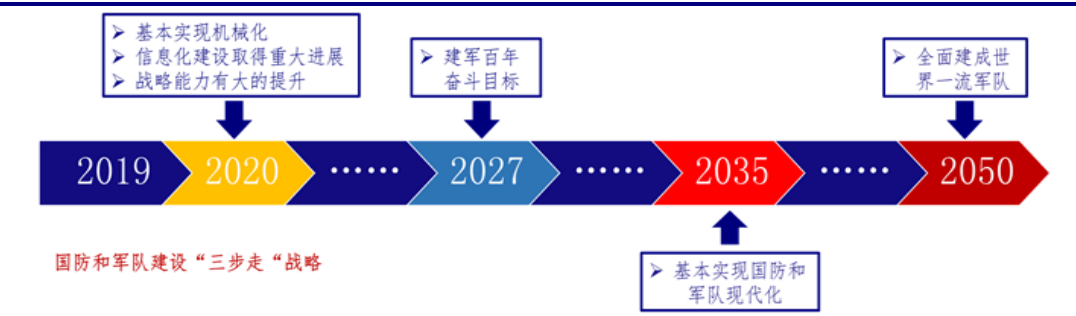 ➢ 基本实现机械化
➢ 信息化建设取得重大进展
➢ 战略能力有大的提升
➢ 建军百年
奋斗目标
➢ 全面建成世
界一流军队
2019 2020 …… 2027 …… 2035 …… 2050
国防和军队建设“三步走“战略
➢ 基本实现国防和
军队现代化